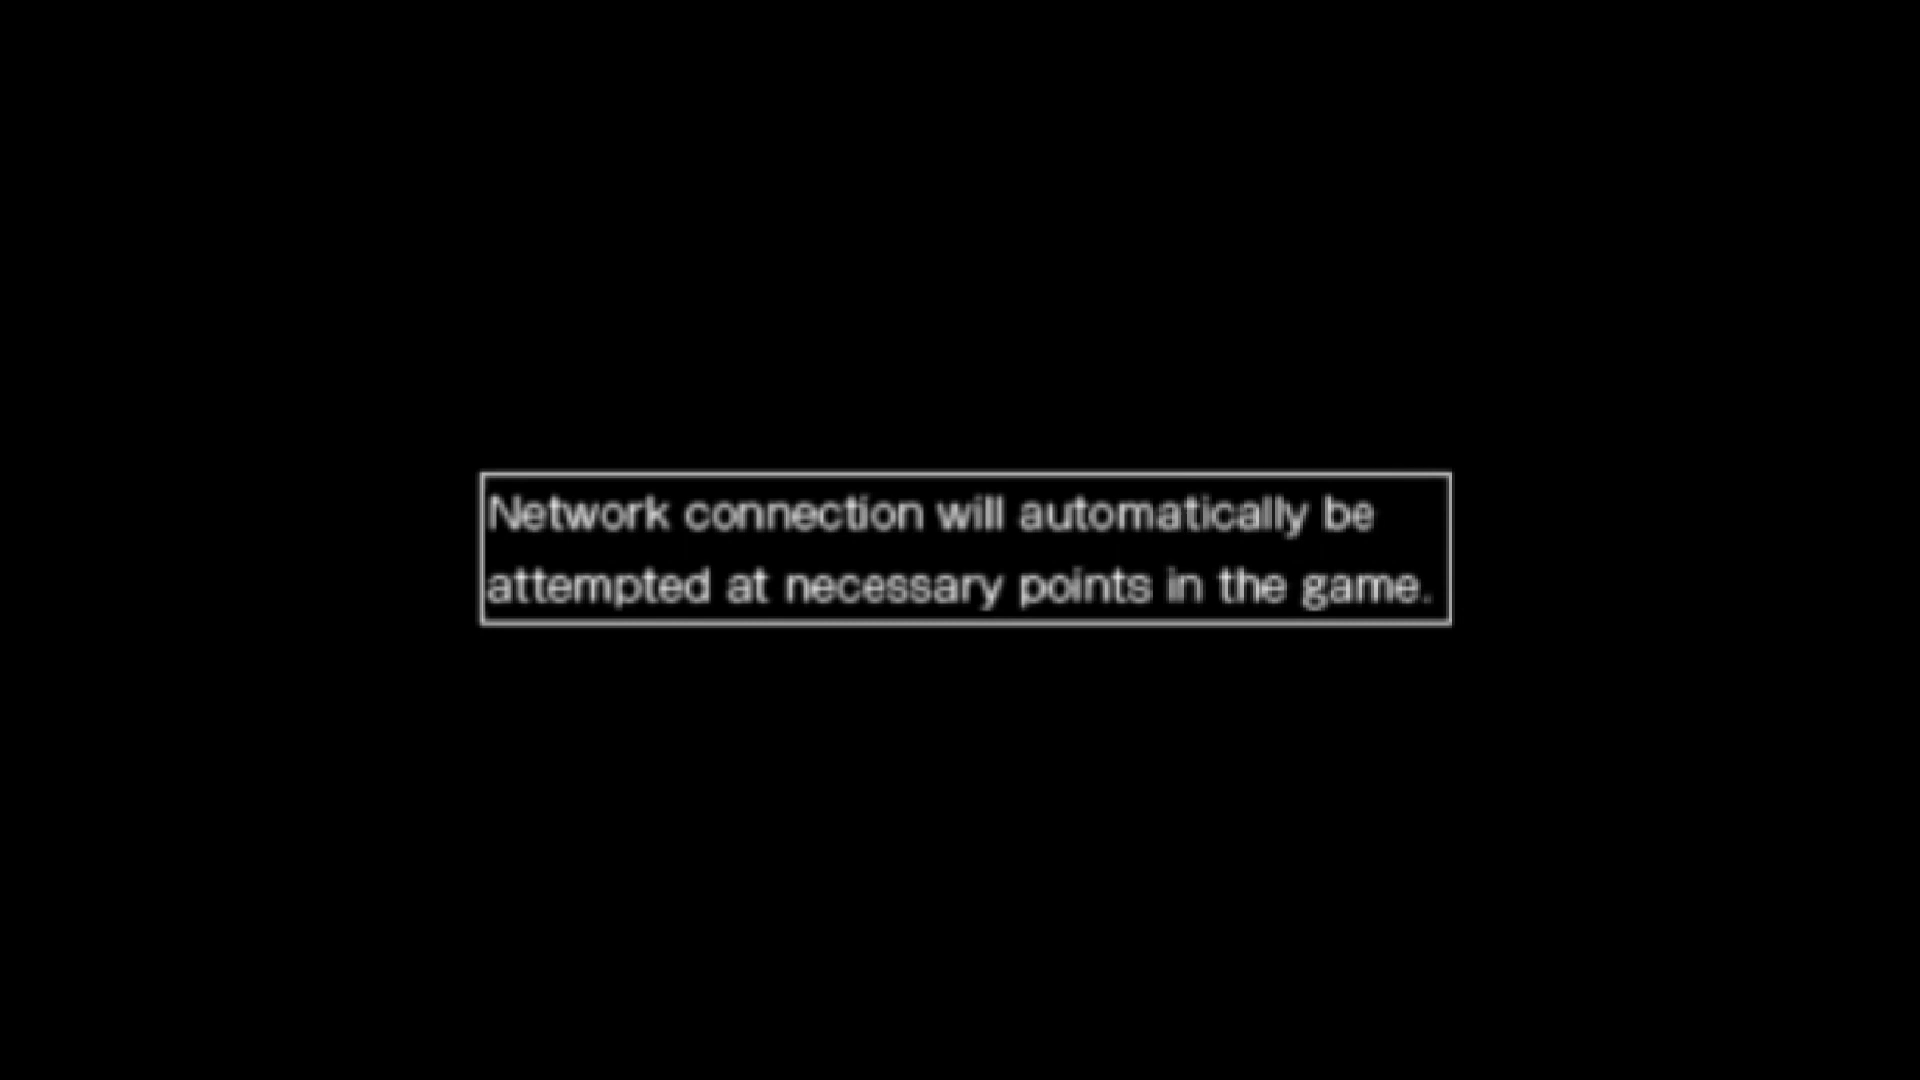 Network connection will automatically be
attempted at necessary points in the game.